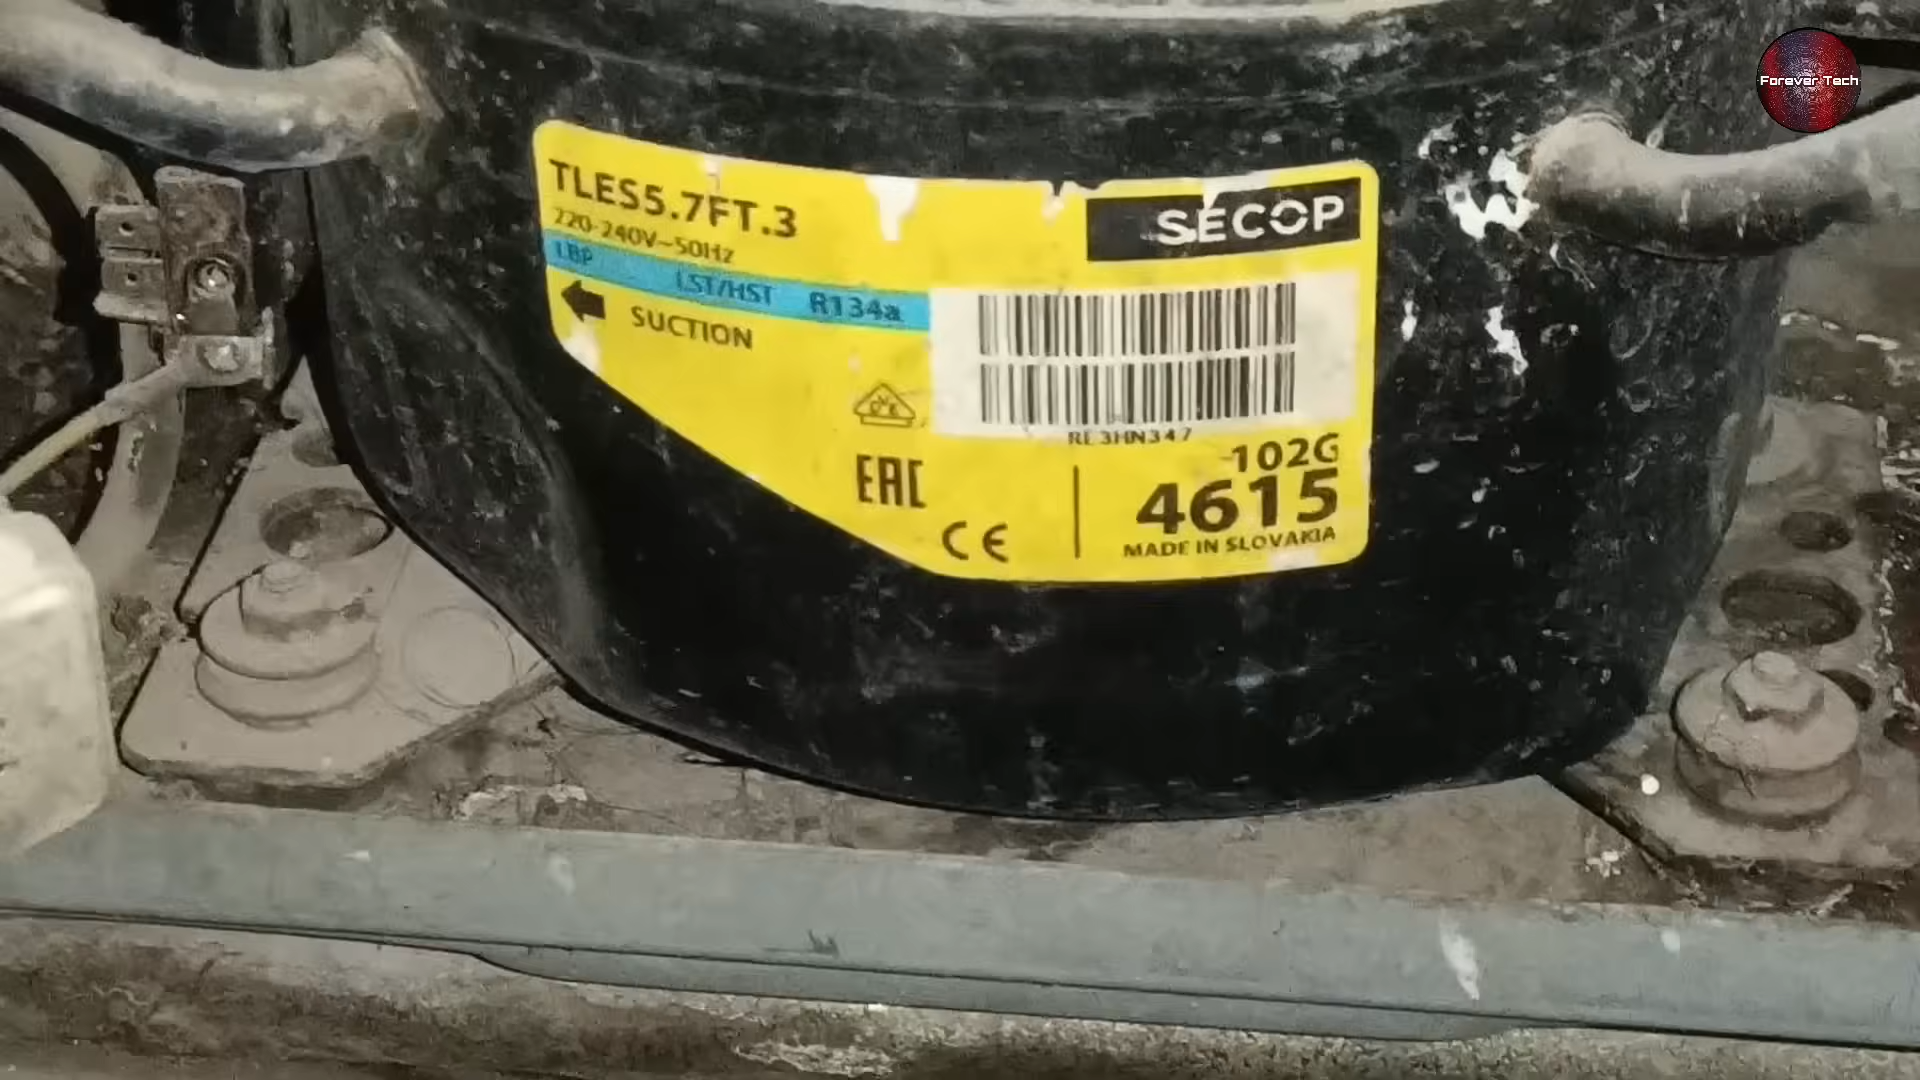 Forever Tech
TLES5.7FT.3
SECOP
220-240V~50Hz
LBP LST/HST R134a
SUCTION
RE3HN347
102G
4615
EAC
CE
MADE IN SLOVAKIA